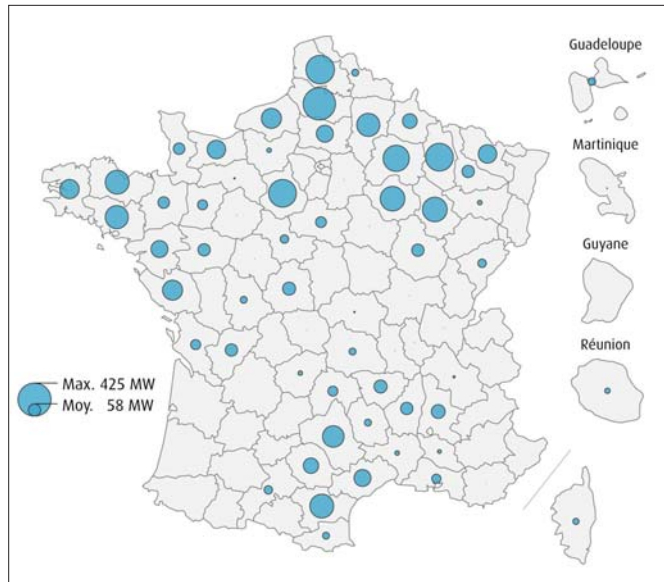 Guadeloupe
Martinique
Guyane
Réunion
Max. 425 MW
Moy. 58 MW